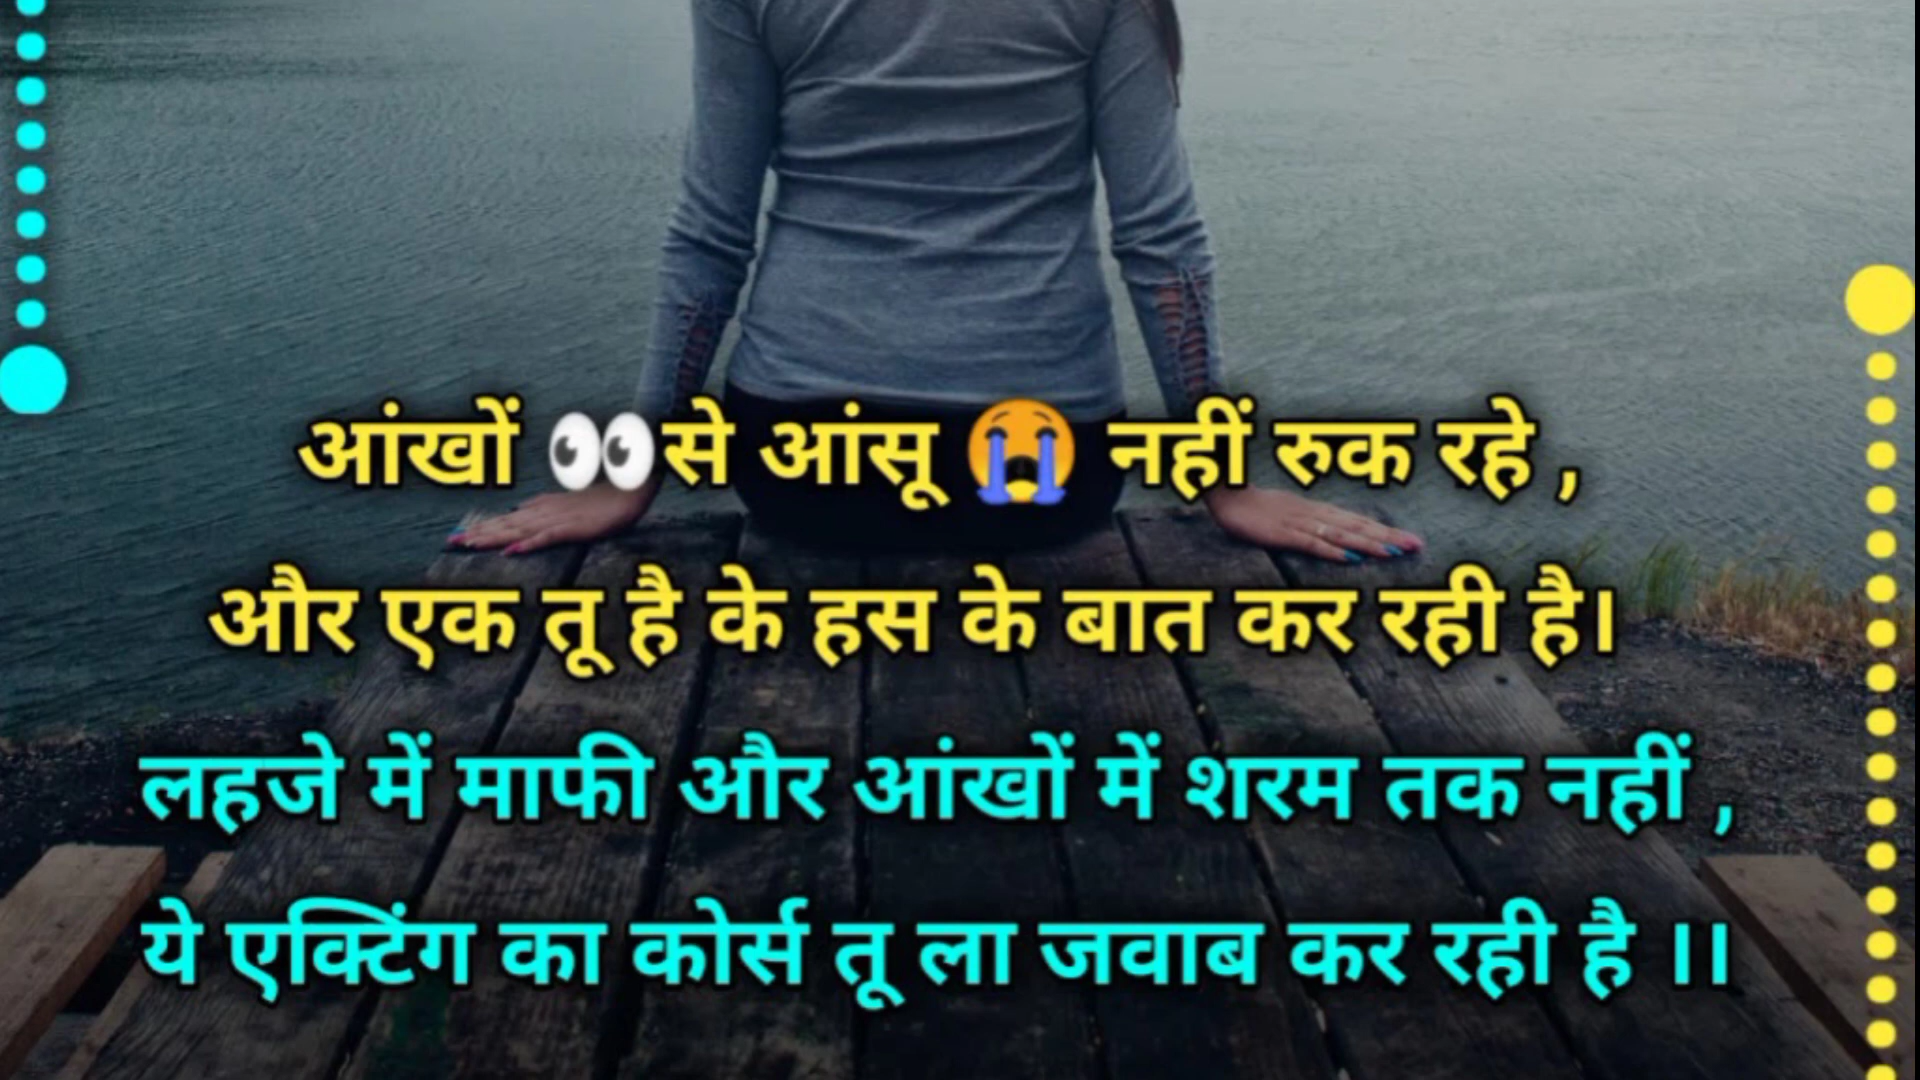 आंखों 👀से आंसू 😭 नहीं रुक रहे ,
और एक तू है के हस के बात कर रही है।
लहजे में माफी और आंखों में शरम तक नहीं ,
ये एक्टिंग का कोर्स तू ला जवाब कर रही है ।।